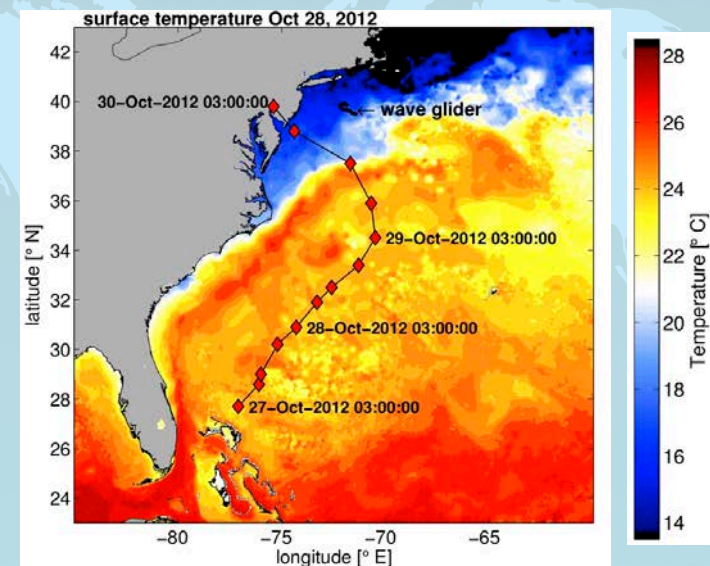 surface temperature Oct 28, 2012
42
40
38
36
34
32
30
28
26
24
latitude [° N]
30-Oct-2012 03:00:00
wave glider
29-Oct-2012 03:00:00
28-Oct-2012 03:00:00
27-Oct-2012 03:00:00
-80
-75
-70
-65
longitude [° E]
28
26
24
22
20
18
16
14
Temperature [° C]